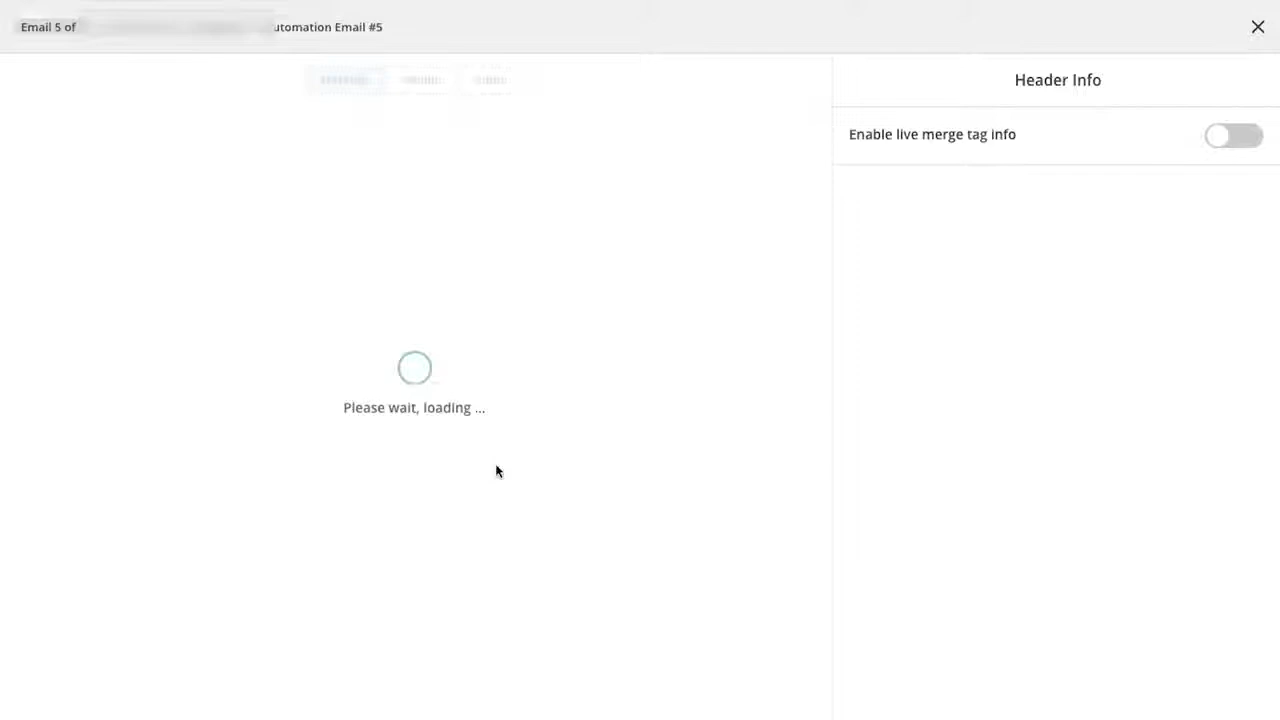 Email 5 of utomation Email #5
Header Info
Enable live merge tag info
Please wait, loading ...